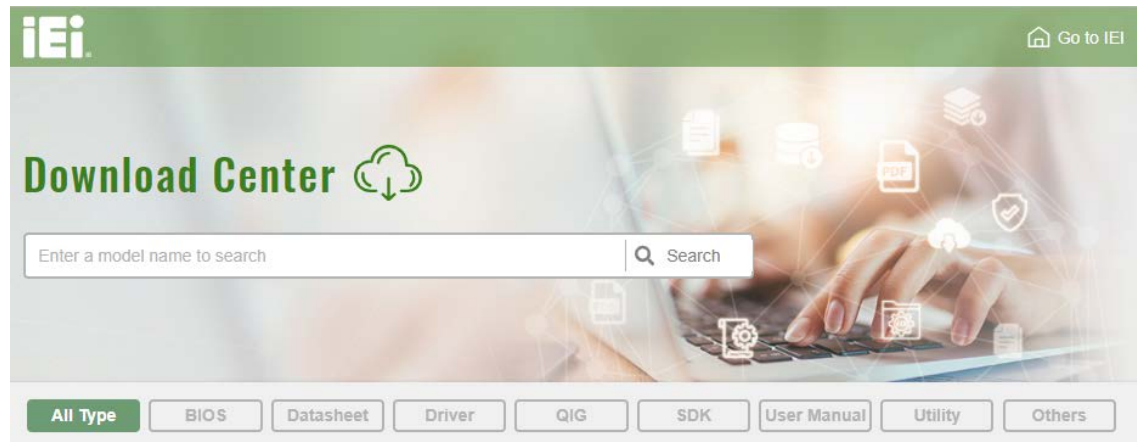 iEi.
Go to IEI
Download Center
Enter a model name to search
Search
PDF
PDF
All Type
BIOS
Datasheet
Driver
QIG
SDK
User Manual
Utility
Others